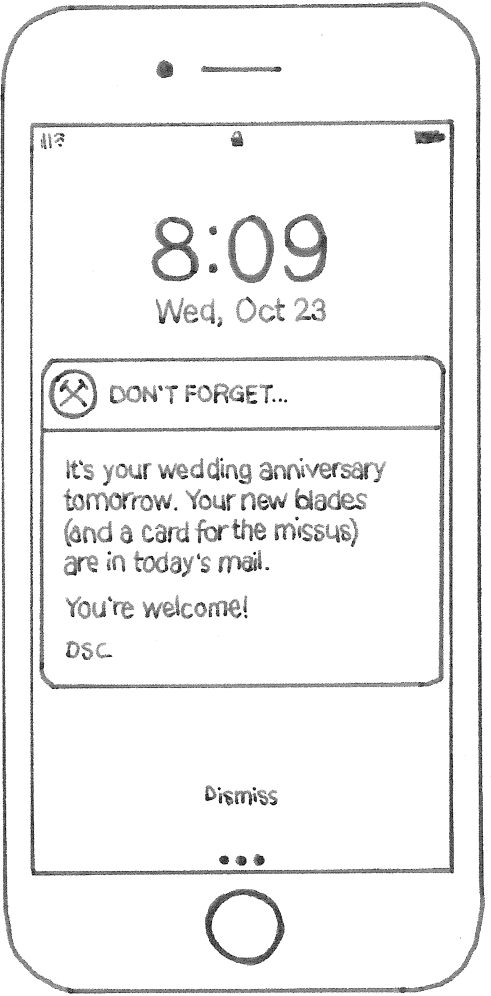 8:09
Wed, Oct 23
DON'T FORGET...
It's your wedding anniversary
tomorrow. Your new blades
(and a card for the missus)
are in today's mail.
You're welcome!
DSC
Dismiss